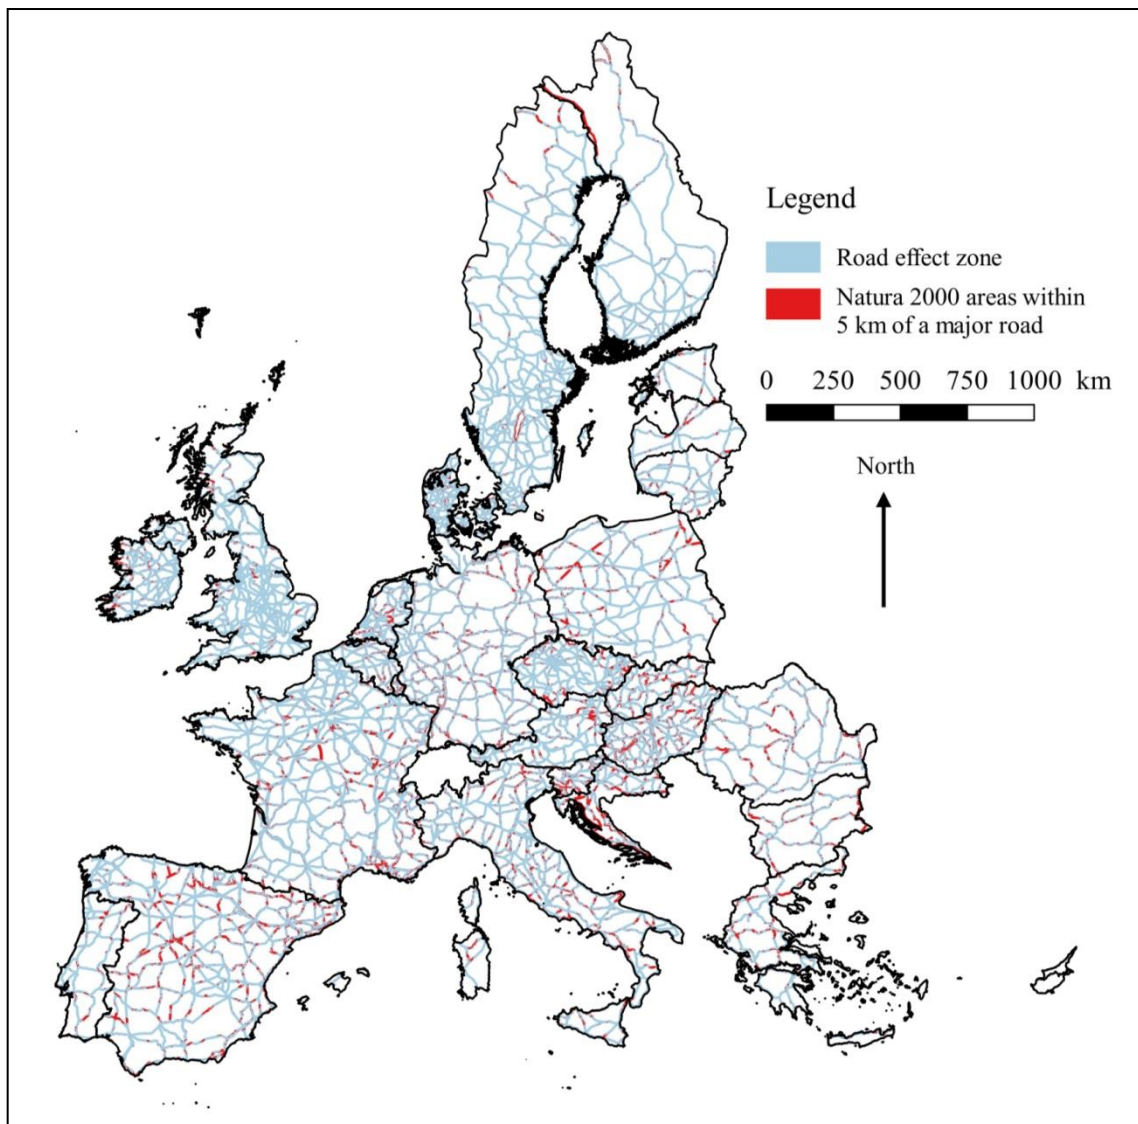 Legend
Road effect zone
Natura 2000 areas within
5 km of a major road
0 250 500 750 1000 km
North